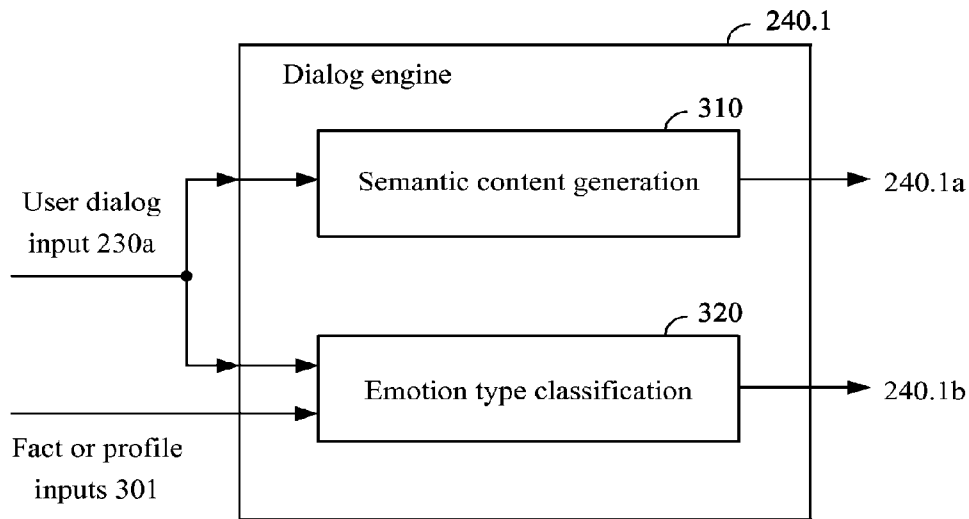 240.1
Dialog engine
310
Semantic content generation
240.1a
User dialog
input 230a
320
Emotion type classification
240.1b
Fact or profile
inputs 301